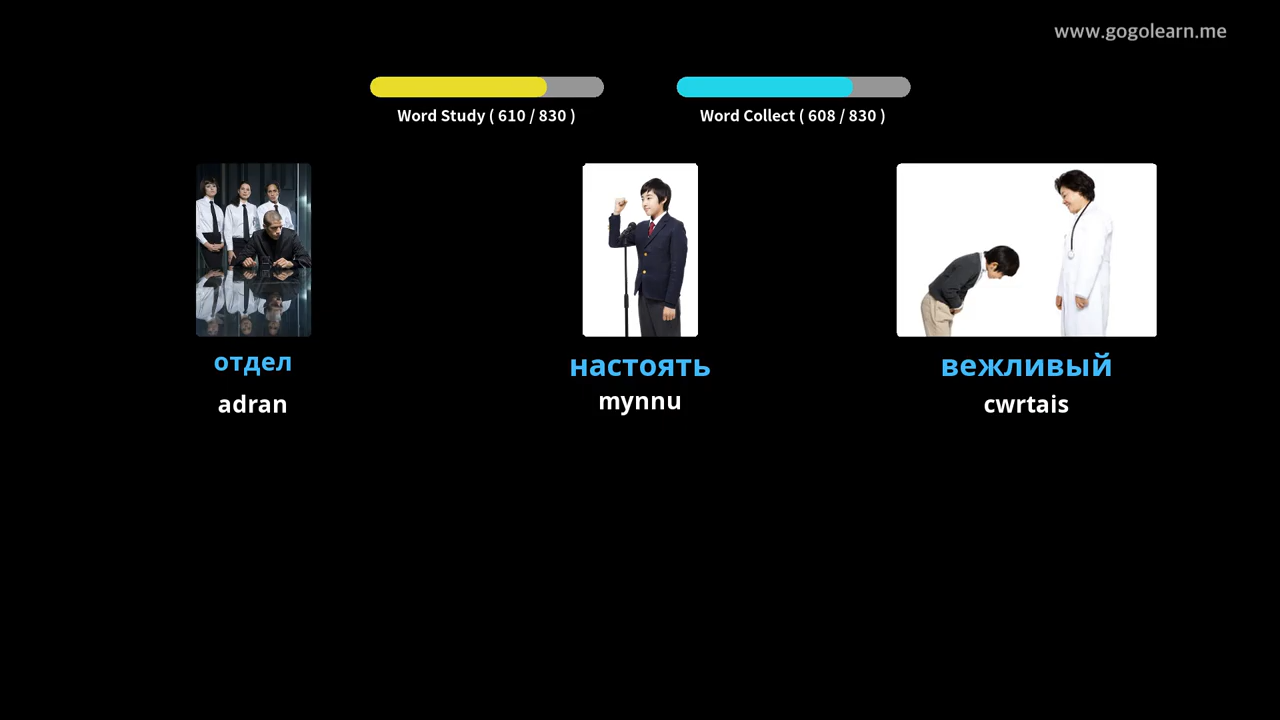 www.gogolearn.me
Word Study ( 610 / 830 )
Word Collect ( 608 / 830 )
отдел
настоять
вежливый
adran
mynnu
cwrtais